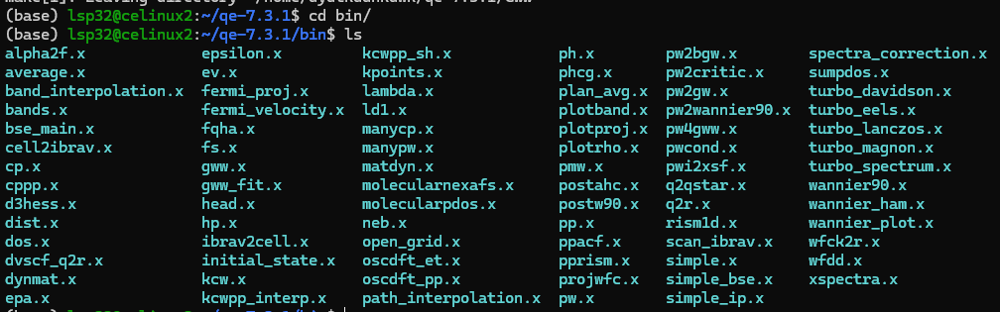 (base) lsp32@celinux2:~/qe-7.3.1$ cd bin/
(base) lsp32@celinux2:~/qe-7.3.1/bin$ ls
alpha2f.x epsilon.x kcwpp_sh.x ph.x pw2bgw.x spectra_correction.x
average.x ev.x kpoints.x phcg.x pw2critic.x sumpdos.x
band_interpolation.x fermi_proj.x lambda.x plan_avg.x pw2gw.x turbo_davidson.x
bands.x fermi_velocity.x ld1.x plotband.x pw2wannier90.x turbo_eels.x
bse_main.x fqha.x manycp.x plotproj.x pw4gww.x turbo_lanczos.x
cell2ibrav.x fs.x manypw.x plotrho.x pwcond.x turbo_magnon.x
cp.x gww.x matdyn.x pmw.x pwi2xsf.x turbo_spectrum.x
cppp.x gww_fit.x molecularnexafs.x postahc.x q2qstar.x wannier90.x
d3hess.x head.x molecularpdos.x postw90.x q2r.x wannier_ham.x
dist.x hp.x neb.x pp.x rism1d.x wannier_plot.x
dos.x ibrav2cell.x open_grid.x ppacf.x scan_ibrav.x wfck2r.x
dvscf_q2r.x initial_state.x oscdft_et.x pprism.x simple.x wfdd.x
dynmat.x kcw.x oscdft_pp.x projwfc.x simple_bse.x xspectra.x
epa.x kcwpp_interp.x path_interpolation.x pw.x simple_ip.x